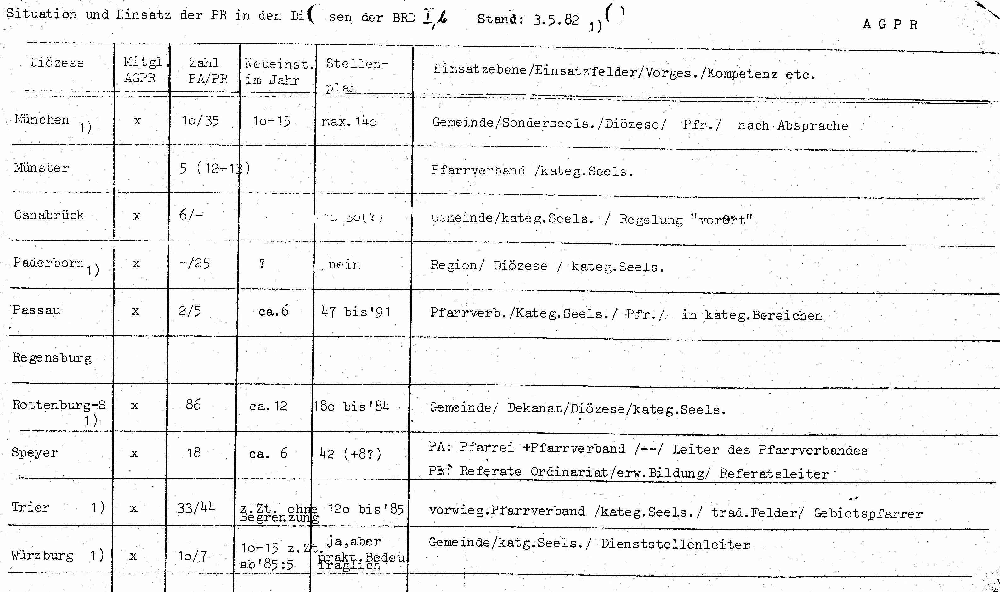 Situation und Einsatz der PR in den Di( sen der BRD I,b Stand: 3.5.82 1) ()
A G P R
Diözese Mitgl. Zahl Neueinst. Stellen- Einsatzebene/Einsatzfelder/Vorges./Kompetenz etc.
AGPR PA/PR im Jahr plan
München 1) x 1o/35 1o-15 max. 14o Gemeinde/Sonderseels./Diözese/ Pfr./ nach Absprache
Münster 5 (12-13) Pfarrverband /kateg.Seels.
Osnabrück x 6/- (?) Gemeinde/kateg.Seels. / Regelung "vorOrt"
Paderborn 1) x -/25 ? nein Region/ Diözese / kateg.Seels.
Passau x 2/5 ca.6 47 bis'91 Pfarrverb./Kateg.Seels./ Pfr./ in kateg.Bereichen
Regensburg
Rottenburg-S x 86 ca. 12 18o bis'84 Gemeinde/ Dekanat/Diözese/kateg.Seels.
1)
PA: Pfarrei +Pfarrverband /--/ Leiter des Pfarrverbandes
Speyer x 18 ca. 6 42 (+8?)
PR: Referate Ordinariat/erw.Bildung/ Referatsleiter
Trier 1) x 33/44 z.Zt. ohne 12o bis'85 vorwieg.Pfarrverband /kateg.Seels./ trad.Felder/ Gebietspfarrer
Begrenzung
1o-15 z.Zt. ja,aber Gemeinde/katg.Seels./ Dienststellenleiter
Würzburg 1) x 1o/7 prakt.Bedeu.
ab'85:5 fraglich